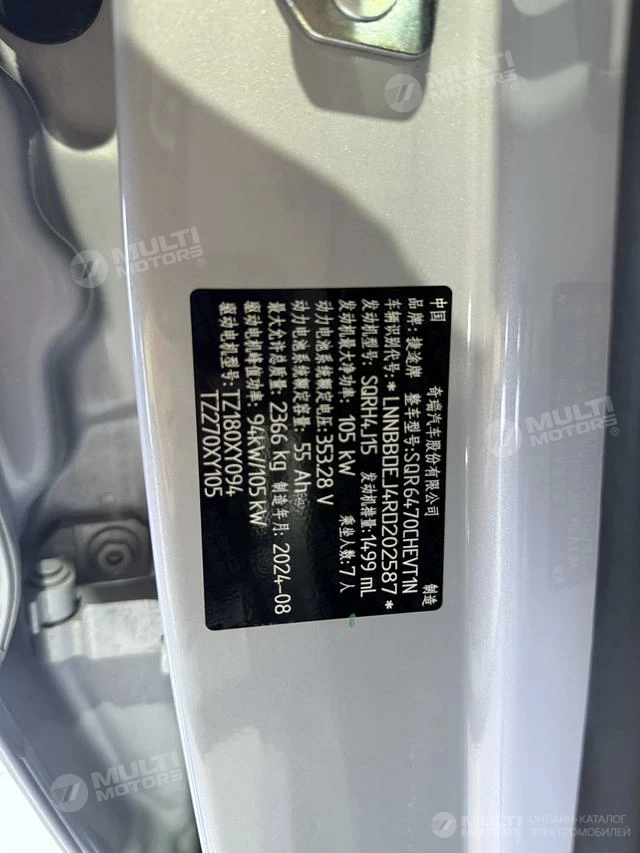 中国 奇瑞汽车股份有限公司 制造
品牌：捷途牌 整车型号：SQR6470CHEVT1N
车辆识别代号：*LNNBBDEJ4RD202587*
发动机型号：SQRH4J15 发动机排量：1499 mL
发动机最大净功率：105 kW 乘坐人数：7人
动力电池系统额定电压：353.28 V
动力电池系统额定容量：55 Ah
最大允许总质量：2366 kg 制造年月：2024-08
驱动电机峰值功率：94kW/105 kW
驱动电机型号：TZ180XY094
TZ270XY105
MULTI
MOTORS
MULTI
MOTORS
MULTI
MOTORS
MULTI
MOTORS
ОНЛАЙН-КАТАЛОГ
ЭЛЕКТРОМОБИЛЕЙ